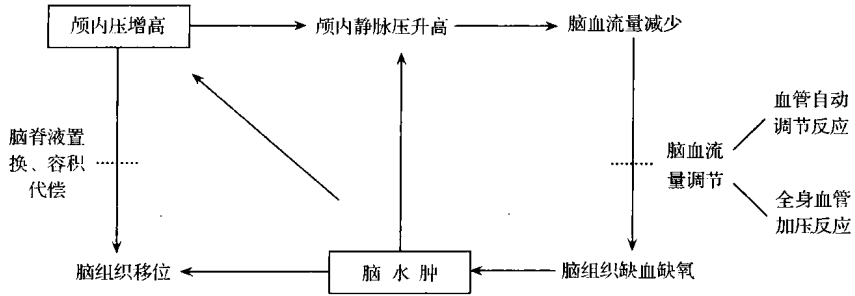 颅内压增高
颅内静脉压升高
脑血流量减少
血管自动
调节反应
脑脊液置
换、容积
代偿
脑血流
量调节
全身血管
加压反应
脑组织移位
脑水肿
脑组织缺血缺氧